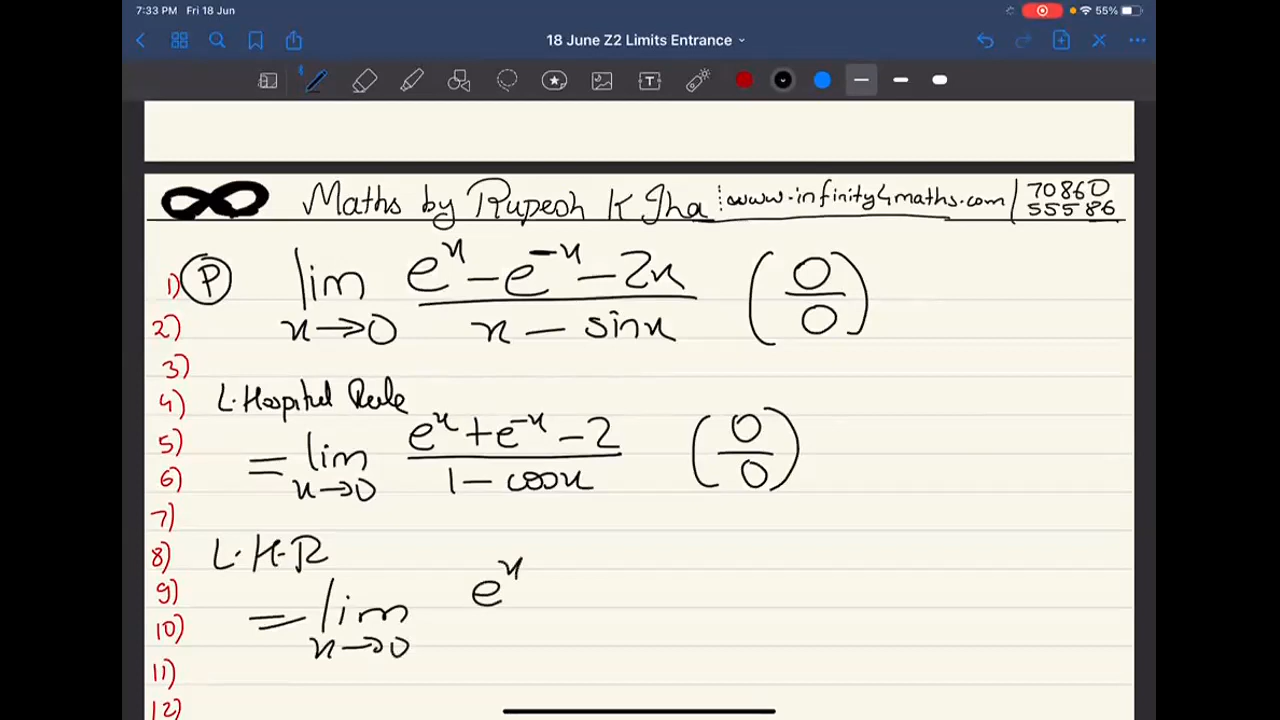 7:33 PM Fri 18 Jun 55%
18 June Z2 Limits Entrance
T
∞ Maths by Rupesh K Jha www.infinity4maths.com 70860 55586
1) P lim x→0 (e^x - e^-x - 2x)/(x - sinx) (0/0)
2)
3)
4) L.Hospital Rule
5) = lim x→0 (e^x + e^-x - 2)/(1 - cosx) (0/0)
6)
7)
8) L.H.R
9) = lim x→0 e^x
10)
11)
12)